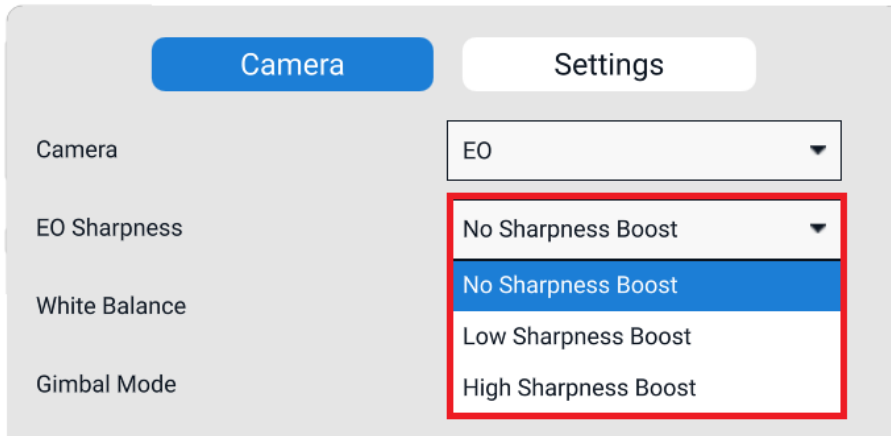 Camera Settings
Camera EO
EO Sharpness No Sharpness Boost
No Sharpness Boost
White Balance
Low Sharpness Boost
Gimbal Mode High Sharpness Boost